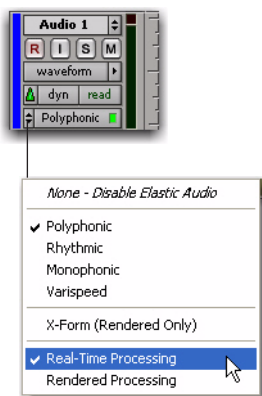 Audio 1
R I S M
waveform
dyn read
Polyphonic
None - Disable Elastic Audio
Polyphonic
Rhythmic
Monophonic
Varispeed
X-Form (Rendered Only)
Real-Time Processing
Rendered Processing